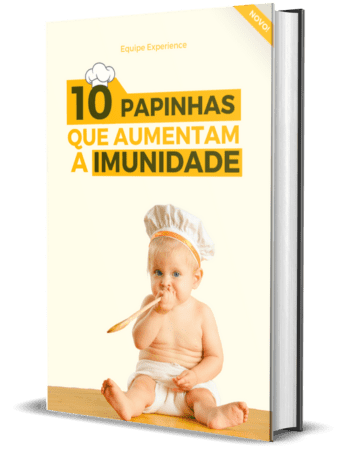 NOVO!
Equipe Experience
10 PAPINHAS
QUE AUMENTAM
A IMUNIDADE